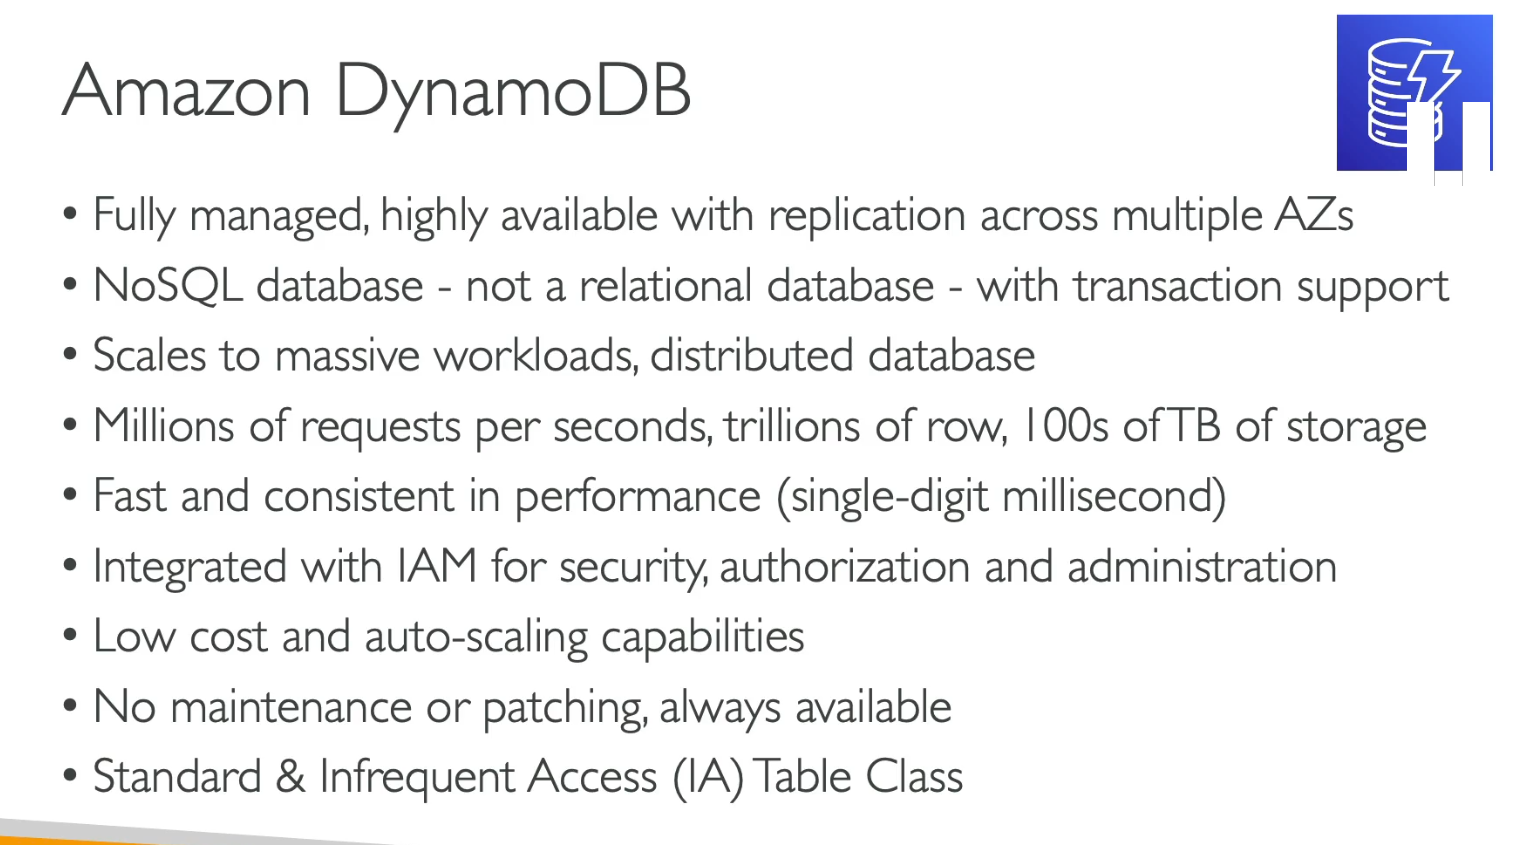 Amazon DynamoDB
• Fully managed, highly available with replication across multiple AZs
• NoSQL database - not a relational database - with transaction support
• Scales to massive workloads, distributed database
• Millions of requests per seconds, trillions of row, 100s of TB of storage
• Fast and consistent in performance (single-digit millisecond)
• Integrated with IAM for security, authorization and administration
• Low cost and auto-scaling capabilities
• No maintenance or patching, always available
• Standard & Infrequent Access (IA) Table Class